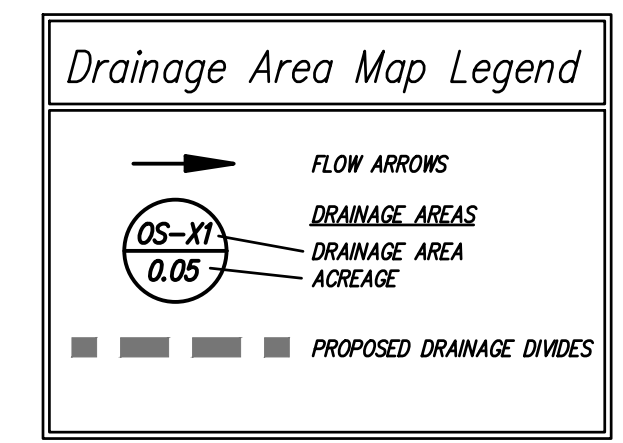 Drainage Area Map Legend
FLOW ARROWS
DRAINAGE AREAS
OS-X1
DRAINAGE AREA
0.05
ACREAGE
PROPOSED DRAINAGE DIVIDES